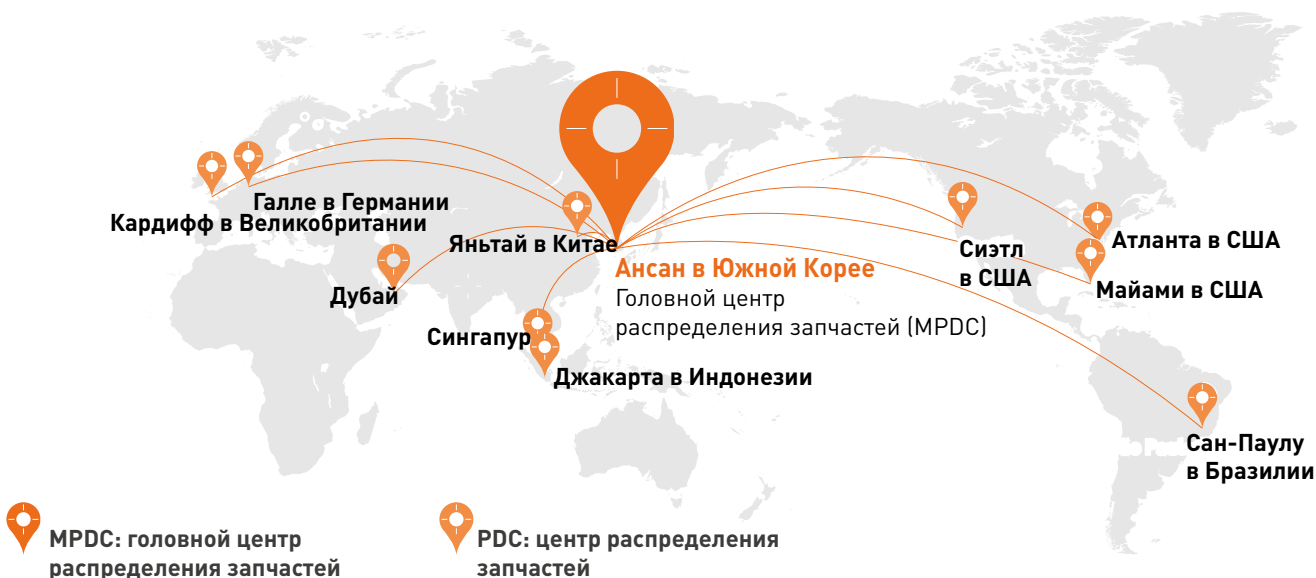 Галле в Германии
Кардифф в Великобритании
Яньтай в Китае
Дубай
Ансан в Южной Корее
Головной центр
распределения запчастей (MPDC)
Сингапур
Джакарта в Индонезии
Сиэтл
в США
Атланта в США
Майами в США
Сан-Паулу
в Бразилии
MPDC: головной центр
распределения запчастей
PDC: центр распределения
запчастей